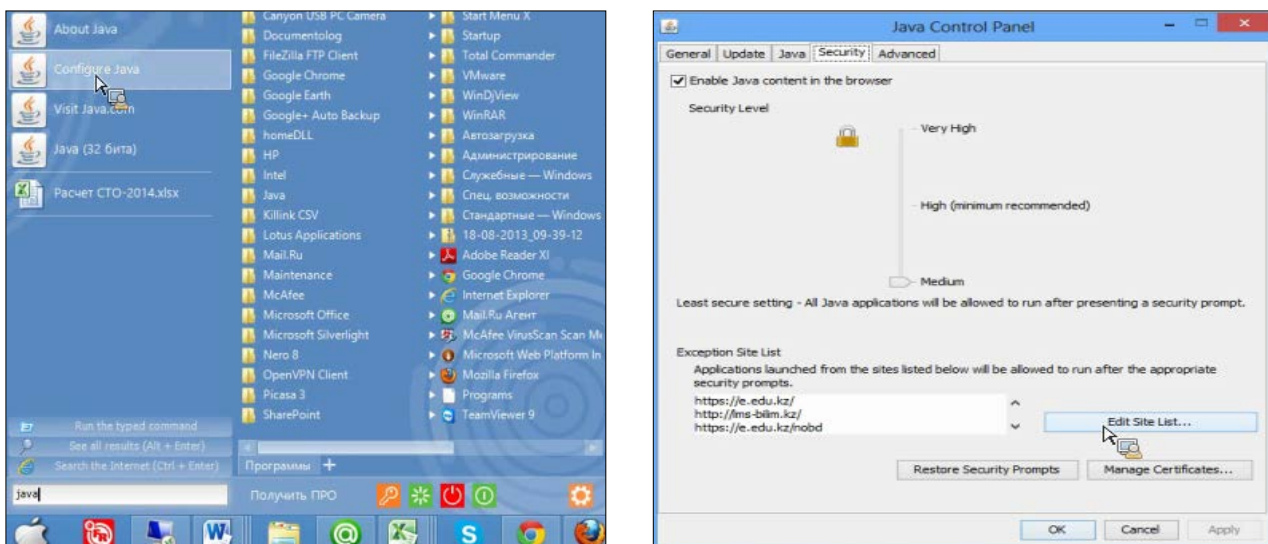 About Java
Configure Java
Visit Java.com
Java (32 бита)
Расчет СТО-2014.xlsx
Run the typed command
See all results (Alt + Enter)
Search the Internet (Ctrl + Enter)
java
Canyon USB PC Camera
Documentolog
FileZilla FTP Client
Google Chrome
Google Earth
Google+ Auto Backup
homeDLL
HP
Intel
Java
Killink CSV
Lotus Applications
Mail.Ru
Maintenance
McAfee
Microsoft Office
Microsoft Silverlight
Nero 8
OpenVPN Client
Picasa 3
SharePoint
Программы
Получить ПРО
Start Menu X
Startup
Total Commander
VMware
WinDjView
WinRAR
Автозагрузка
Администрирование
Служебные — Windows
Спец. возможности
Стандартные — Windows
18-08-2013_09-39-12
Adobe Reader XI
Google Chrome
Internet Explorer
Mail.Ru Агент
McAfee VirusScan Scan
Microsoft Web Platform In
Mozilla Firefox
Programs
TeamViewer 9
Java Control Panel
General Update Java Security Advanced
Enable Java content in the browser
Security Level
Very High
High (minimum recommended)
Medium
Least secure setting - All Java applications will be allowed to run after presenting a security prompt.
Exception Site List
Applications launched from the sites listed below will be allowed to run after the appropriate
security prompts.
https://e.edu.kz/
http://lms-bilim.kz/
https://e.edu.kz/nobd
Edit Site List...
Restore Security Prompts Manage Certificates...
OK Cancel Apply